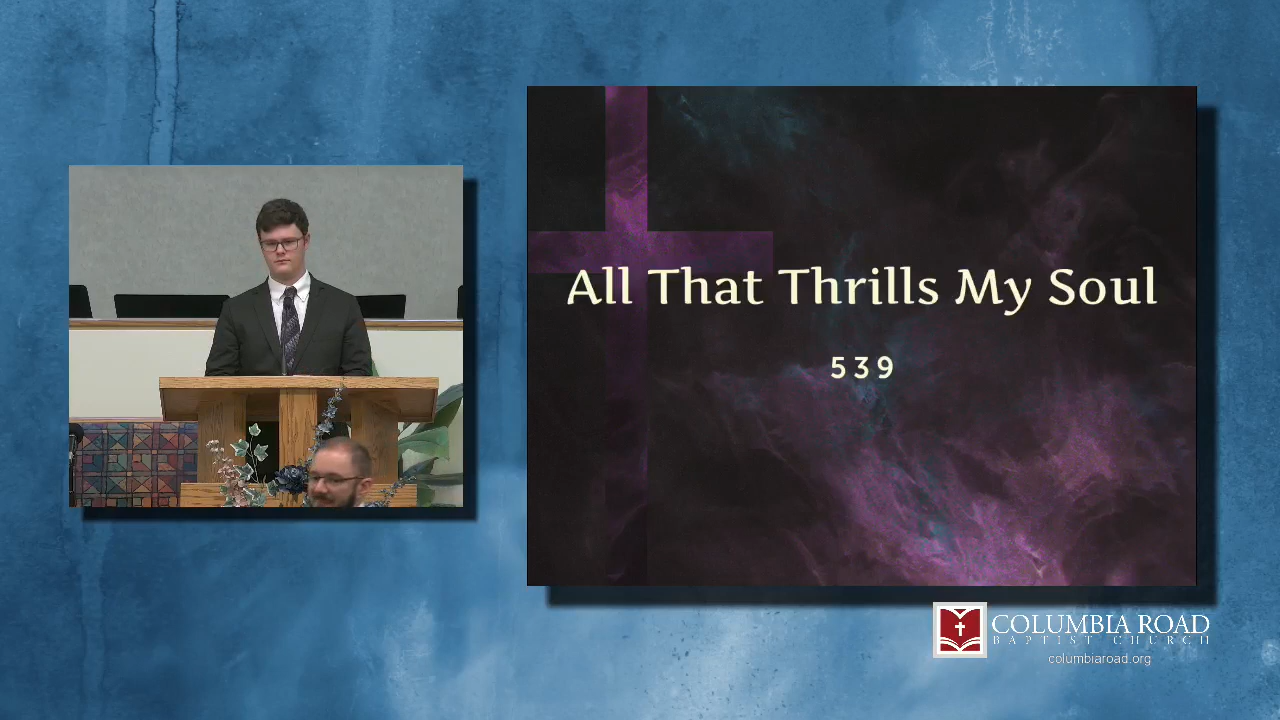 All That Thrills My Soul
539
COLUMBIA ROAD
BAPTIST CHURCH
columbiaroad.org